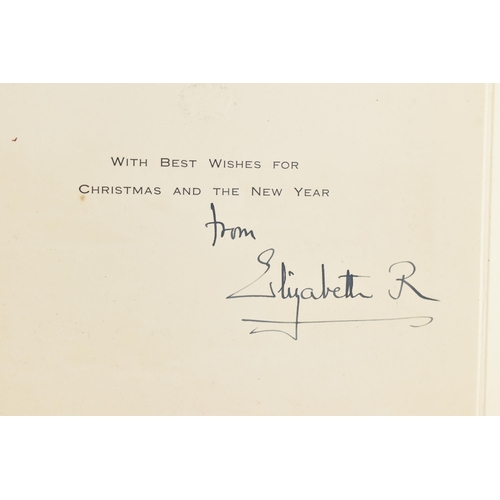 WITH BEST WISHES FOR
CHRISTMAS AND THE NEW YEAR
from
Elizabeth R